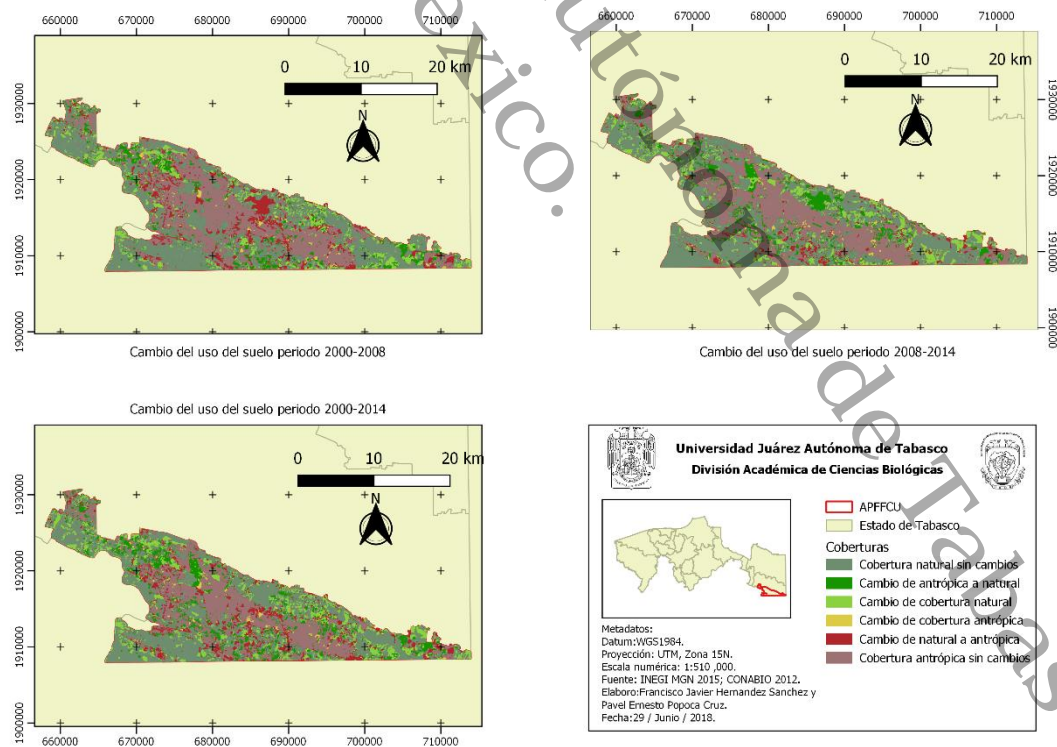 660000 670000 680000 690000 700000 710000
0 10 20 km
N
1930000
1920000
1910000
1900000
Cambio del uso del suelo periodo 2000-2008
660000 670000 680000 690000 700000 710000
0 10 20 km
N
1930000
1920000
1910000
1900000
Cambio del uso del suelo periodo 2008-2014
Cambio del uso del suelo periodo 2000-2014
0 10 20 km
N
1930000
1920000
1910000
1900000
660000 670000 680000 690000 700000 710000
Universidad Juárez Autónoma de Tabasco
División Académica de Ciencias Biológicas
APFFCU
Estado de Tabasco
Coberturas
Cobertura natural sin cambios
Cambio de antrópica a natural
Cambio de cobertura natural
Cambio de cobertura antrópica
Cambio de natural a antrópica
Cobertura antrópica sin cambios
Metadatos:
Datum:WGS1984.
Proyección: UTM, Zona 15N.
Escala numérica: 1:510 ,000.
Fuente: INEGI MGN 2015; CONABIO 2012.
Elaboro:Francisco Javier Hernandez Sanchez y
Pavel Ernesto Popoca Cruz.
Fecha:29 / Junio / 2018.
utónoma de Tabas
exico.